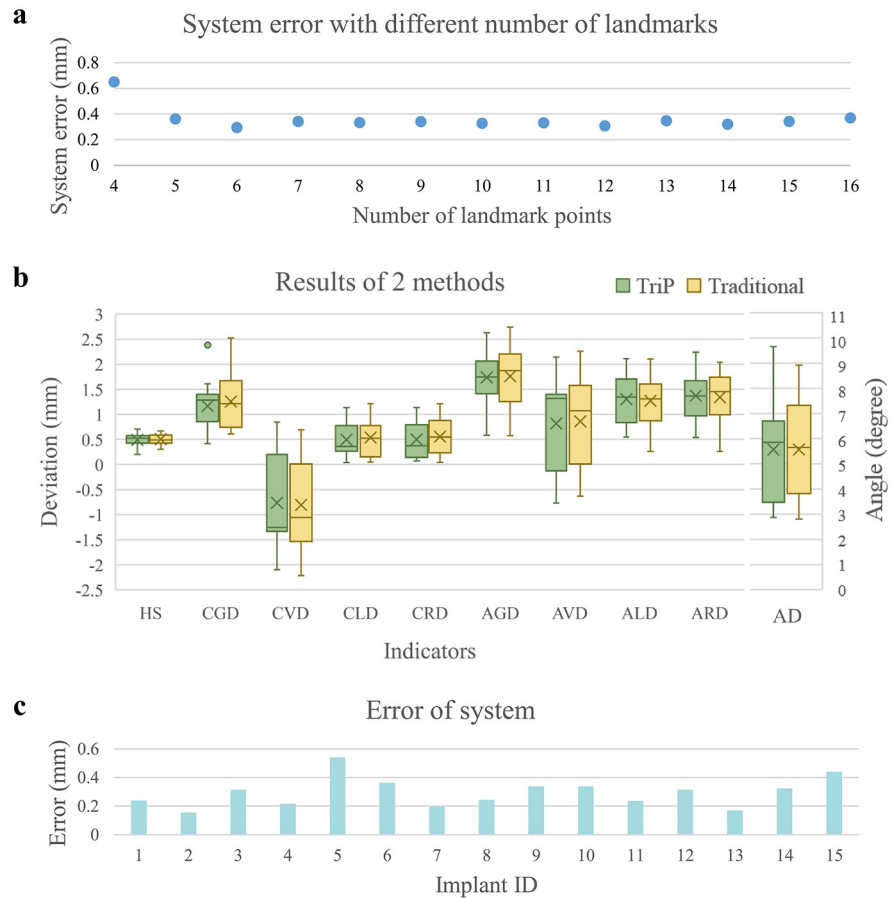 a
System error with different number of landmarks
System error (mm)
0.8
0.6
0.4
0.2
0
4 5 6 7 8 9 10 11 12 13 14 15 16
Number of landmark points
b
Results of 2 methods
TriP Traditional
Deviation (mm)
3
2.5
2
1.5
1
0.5
0
-0.5
-1
-1.5
-2
-2.5
11
10
9
8
7
6
5
4
3
2
1
0
Angle (degree)
HS CGD CVD CLD CRD AGD AVD ALD ARD AD
Indicators
c
Error of system
Error (mm)
0.6
0.4
0.2
0
1 2 3 4 5 6 7 8 9 10 11 12 13 14 15
Implant ID